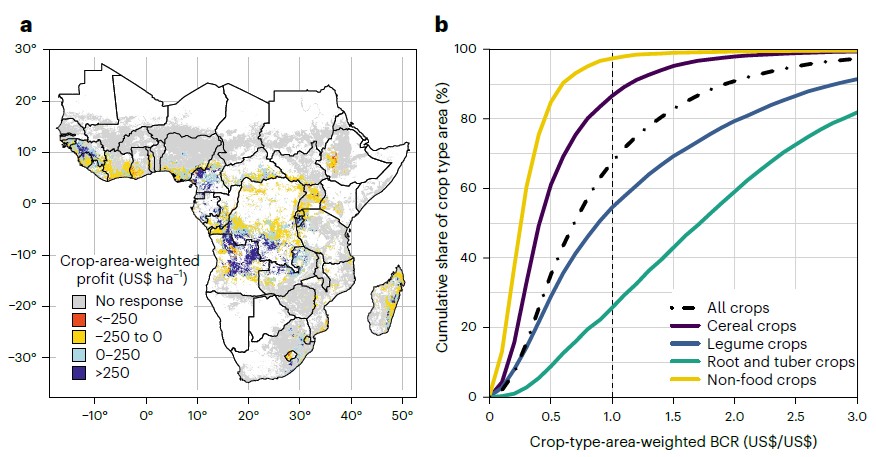 a
30°
20°
10°
0°
−10°
−20°
−30°
−10°
0°
10°
20°
30°
40°
50°
Crop-area-weighted
profit (US$ ha⁻¹)
No response
<−250
−250 to 0
0–250
>250
b
Cumulative share of crop type area (%)
100
80
60
40
20
0
0
0.5
1.0
1.5
2.0
2.5
3.0
Crop-type-area-weighted BCR (US$/US$)
All crops
Cereal crops
Legume crops
Root and tuber crops
Non-food crops